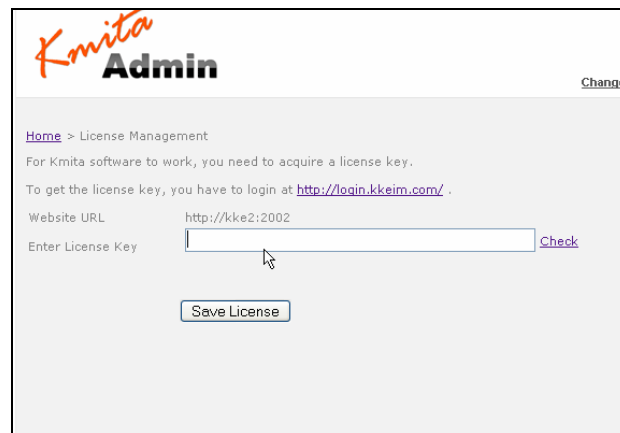 Kmita
Admin
Home > License Management
For Kmita software to work, you need to acquire a license key.
To get the license key, you have to login at http://login.kkeim.com/ .
Website URL http://kke2:2002
Enter License Key Check
Save License